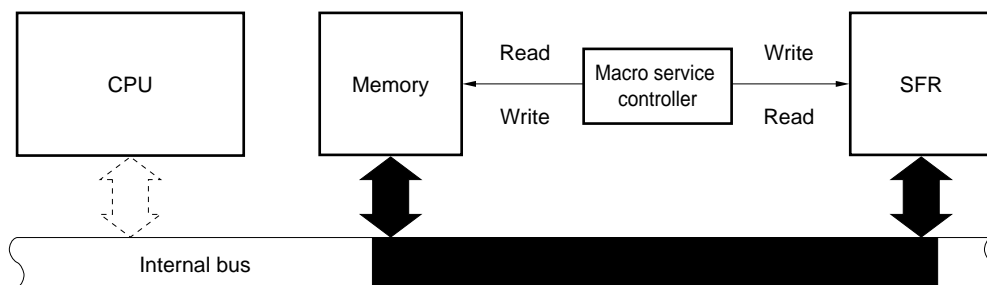 CPU
Memory
Read
Write
Macro service
controller
Write
Read
SFR
Internal bus